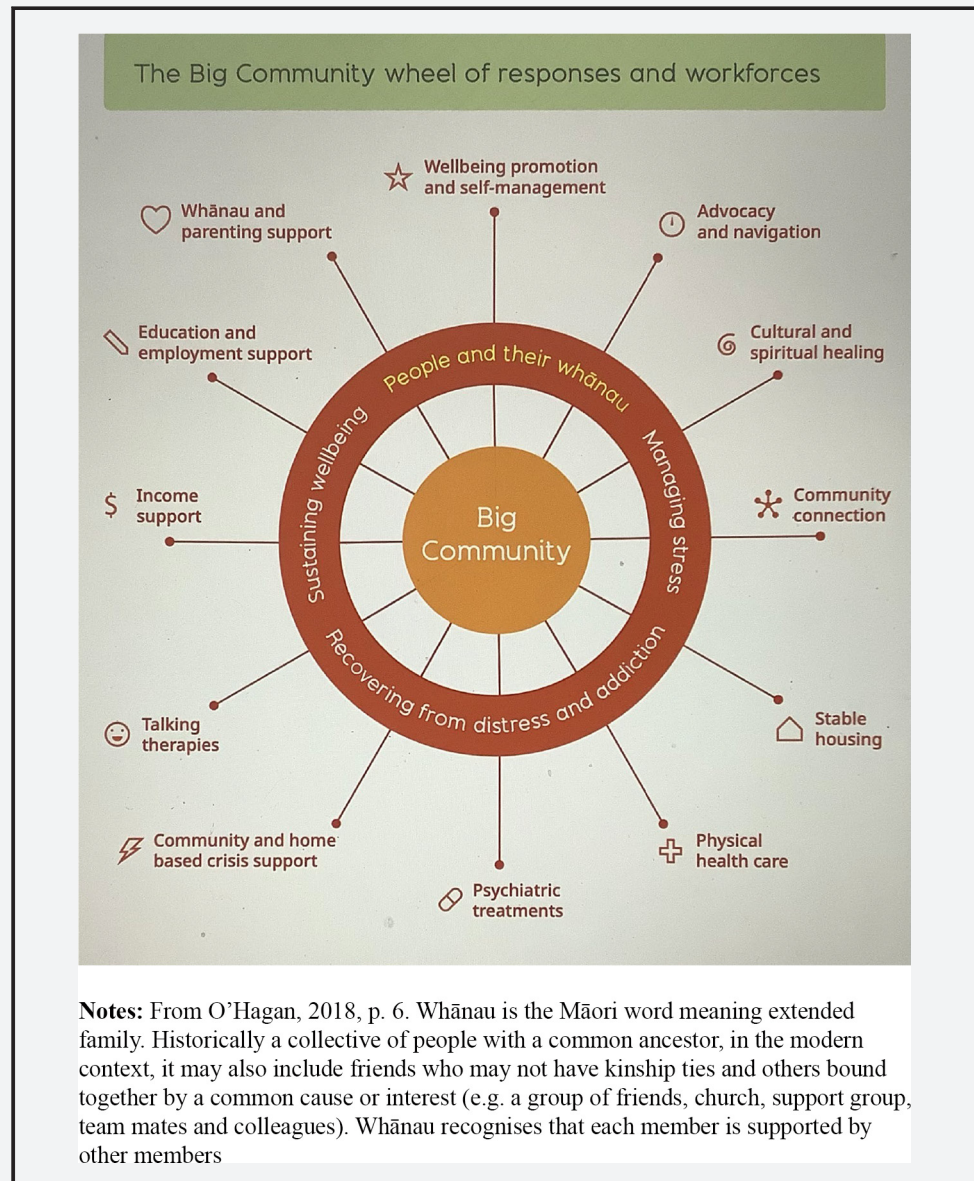 The Big Community wheel of responses and workforces
Wellbeing promotion
and self-management
Advocacy
and navigation
Cultural and
spiritual healing
Community
connection
Stable
housing
Physical
health care
Psychiatric
treatments
Community and home
based crisis support
Talking
therapies
$
Income
support
Education and
employment support
Whānau and
parenting support
People and their whānau
Managing stress
Recovering from distress and addiction
Sustaining wellbeing
Big
Community
Notes: From O’Hagan, 2018, p. 6. Whānau is the Māori word meaning extended
family. Historically a collective of people with a common ancestor, in the modern
context, it may also include friends who may not have kinship ties and others bound
together by a common cause or interest (e.g. a group of friends, church, support group,
team mates and colleagues). Whānau recognises that each member is supported by
other members